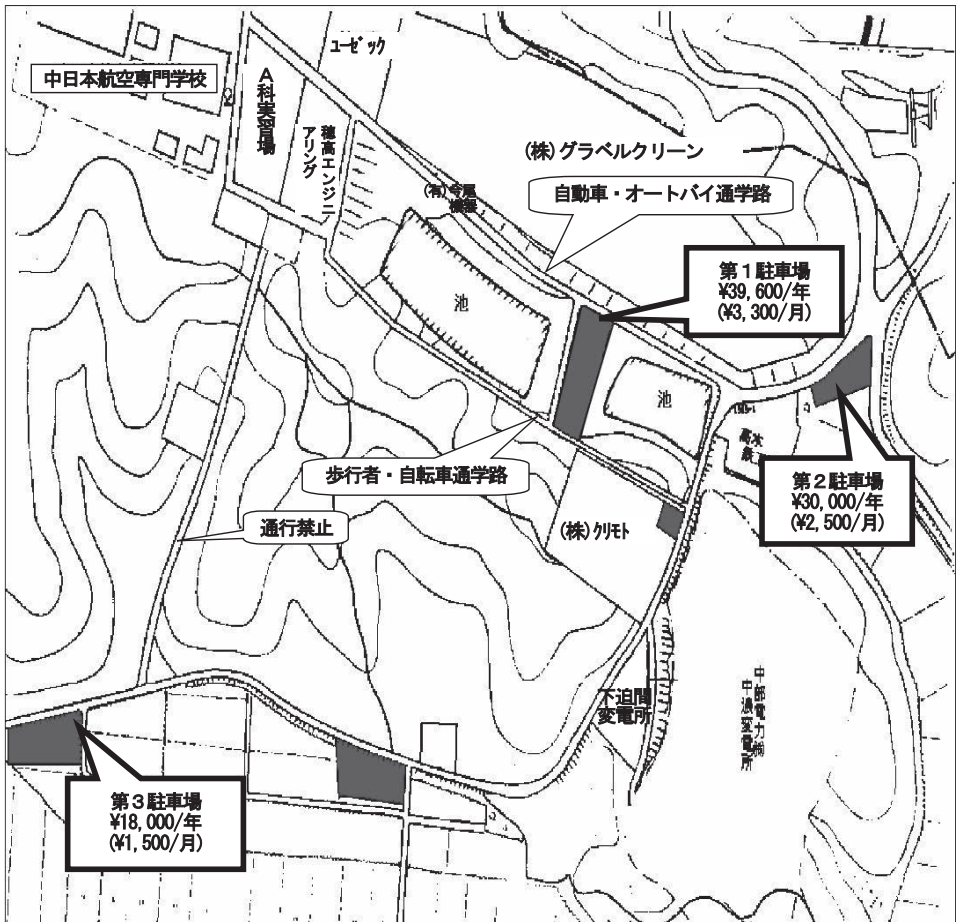 ユーゼック
中日本航空専門学校
A科実習場
穂高エンジニ
アリング
(株)グラベルクリーン
(有)今尾
機器
自動車・オートバイ通学路
第1駐車場
¥39,600/年
(¥3,300/月)
池
池
第2駐車場
¥30,000/年
(¥2,500/月)
歩行者・自転車通学路
通行禁止
(株)クリモト
下迫間
変電所
中部電力㈱
中濃変電所
第3駐車場
¥18,000/年
(¥1,500/月)